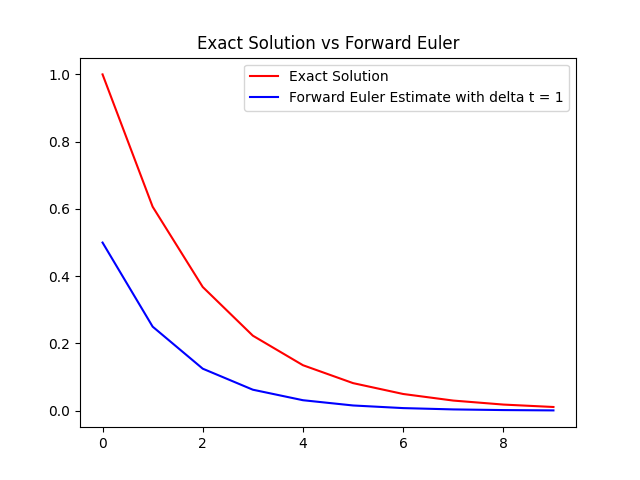 Exact Solution vs Forward Euler
Exact Solution
Forward Euler Estimate with delta t = 1
1.0
0.8
0.6
0.4
0.2
0.0
0 2 4 6 8